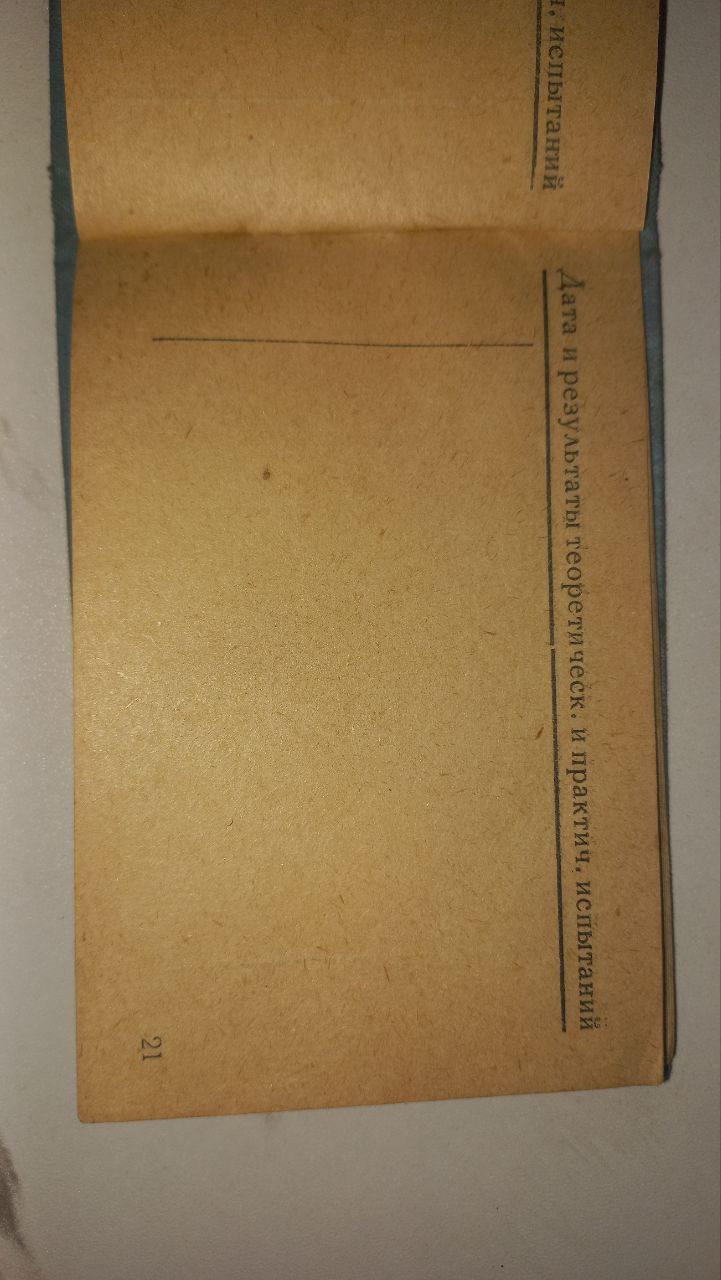 испытаний
Дата и результаты теоретическ. и практич. испытаний
21